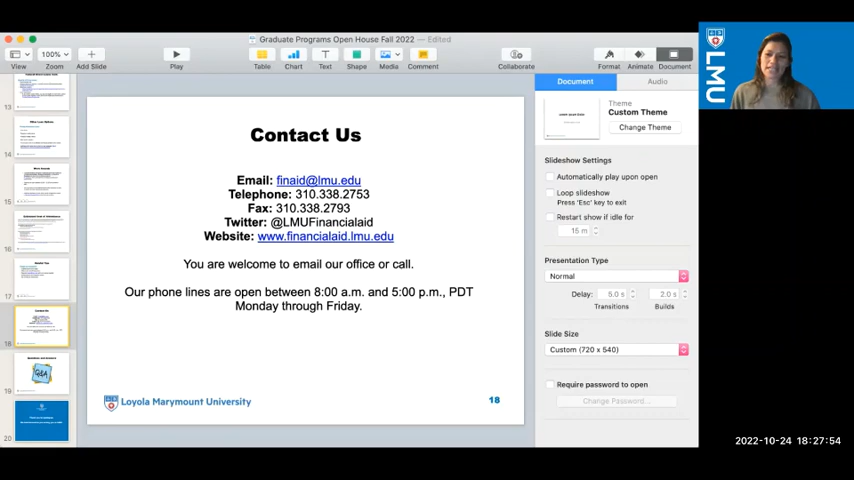 Graduate Programs Open House Fall 2022 — Edited
100%
View
Zoom
Add Slide
Play
Table
Chart
Text
Shape
Media
Comment
Collaborate
Format
Animate
Document
13
14
15
16
17
18
19
20
Contact Us
Email: finaid@lmu.edu
Telephone: 310.338.2753
Fax: 310.338.2793
Twitter: @LMUFinancialaid
Website: www.financialaid.lmu.edu
You are welcome to email our office or call.
Our phone lines are open between 8:00 a.m. and 5:00 p.m., PDT
Monday through Friday.
Loyola Marymount University
18
Document
Audio
Theme
Custom Theme
Change Theme
Slideshow Settings
Automatically play upon open
Loop slideshow
Press 'Esc' key to exit
Restart show if idle for
15 m
Presentation Type
Normal
Delay:
5.0 s
2.0 s
Transitions
Builds
Slide Size
Custom (720 x 540)
Require password to open
Change Password...
LMU
2022-10-24 18:27:54